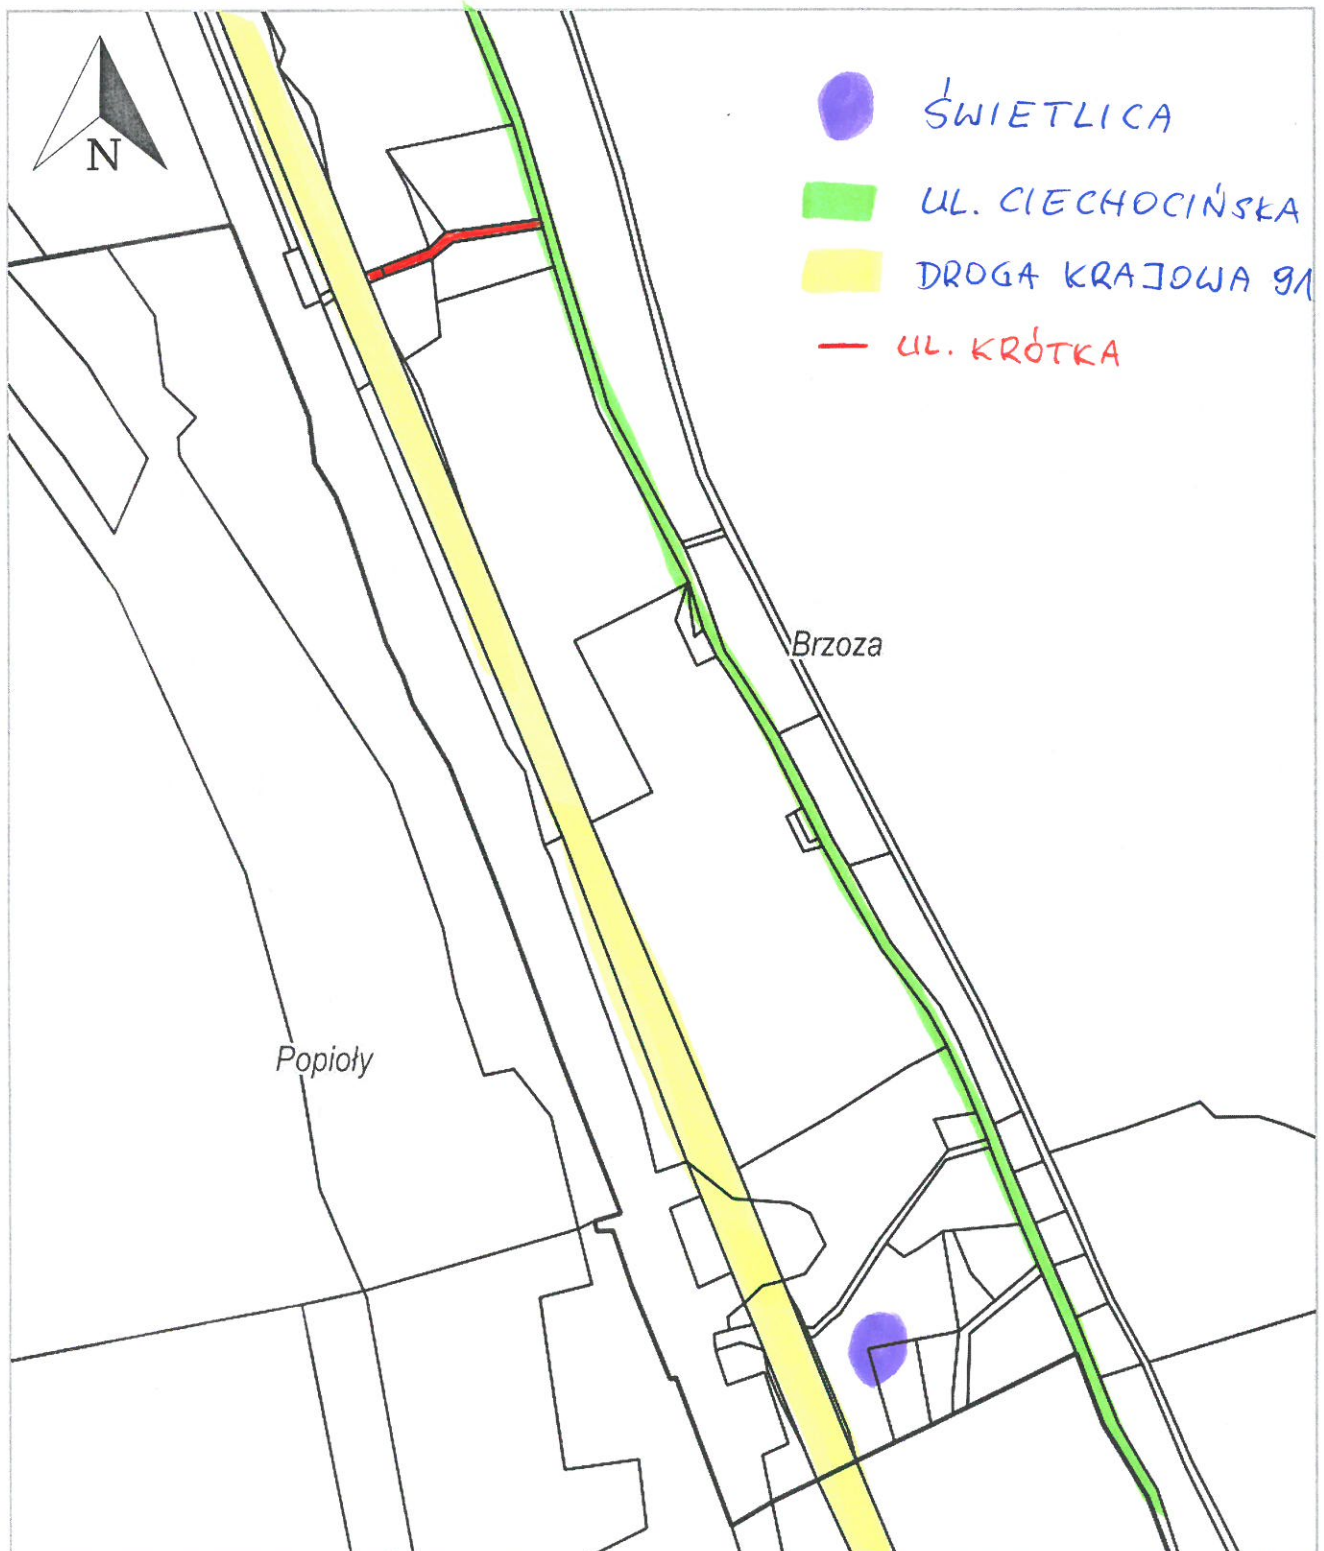 N
ŚWIETLICA
UL. CIECHOCIŃSKA
DROGA KRAJOWA 91
UL. KRÓTKA
Brzoza
Popioły